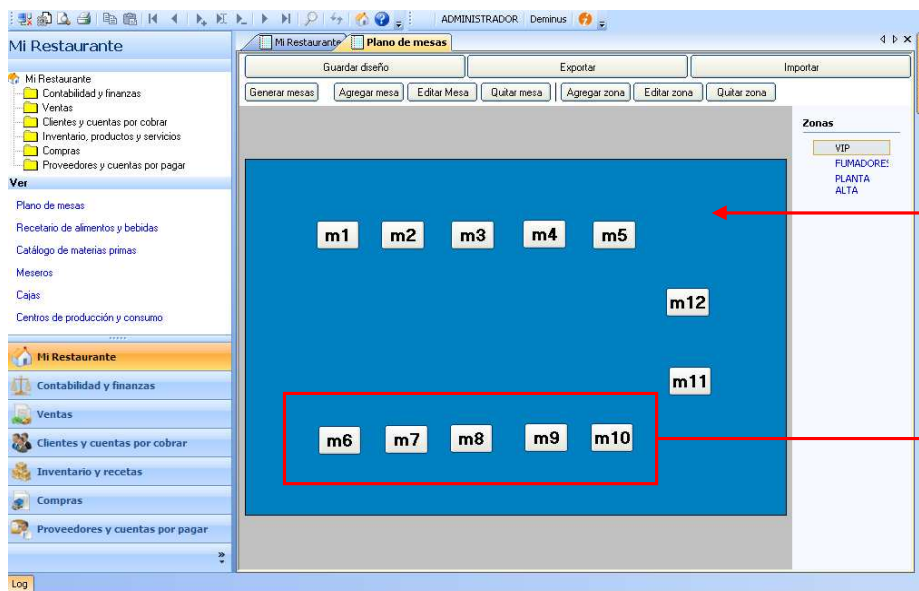 ADMINISTRADOR Deminus
Mi Restaurante
Mi Restaurante Plano de mesas
Guardar diseño Exportar Importar
Generar mesas Agregar mesa Editar Mesa Quitar mesa Agregar zona Editar zona Quitar zona
Mi Restaurante
Contabilidad y finanzas
Ventas
Clientes y cuentas por cobrar
Inventario, productos y servicios
Compras
Proveedores y cuentas por pagar
Ver
Plano de mesas
Recetario de alimentos y bebidas
Catálogo de materias primas
Meseros
Cajas
Centros de producción y consumo
Mi Restaurante
Contabilidad y finanzas
Ventas
Clientes y cuentas por cobrar
Inventario y recetas
Compras
Proveedores y cuentas por pagar
Log
m1 m2 m3 m4 m5
m12
m11
m6 m7 m8 m9 m10
Zonas
VIP
FUMADORES
PLANTA
ALTA